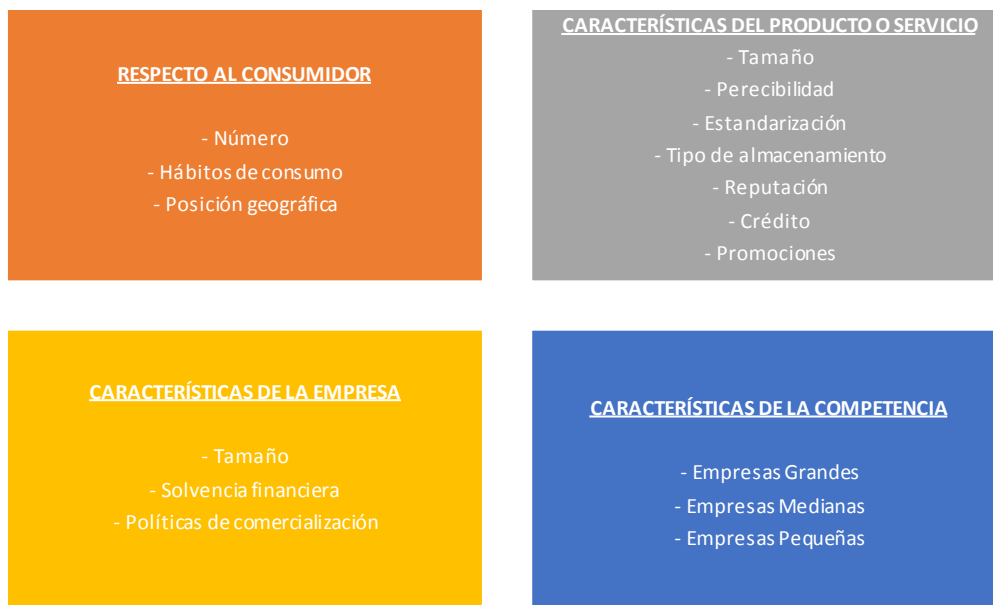 RESPECTO AL CONSUMIDOR
- Número
- Hábitos de consumo
- Posición geográfica
CARACTERÍSTICAS DEL PRODUCTO O SERVICIO
- Tamaño
- Perecibilidad
- Estandarización
- Tipo de almacenamiento
- Reputación
- Crédito
- Promociones
CARACTERÍSTICAS DE LA EMPRESA
- Tamaño
- Solvencia financiera
- Políticas de comercialización
CARACTERÍSTICAS DE LA COMPETENCIA
- Empresas Grandes
- Empresas Medianas
- Empresas Pequeñas